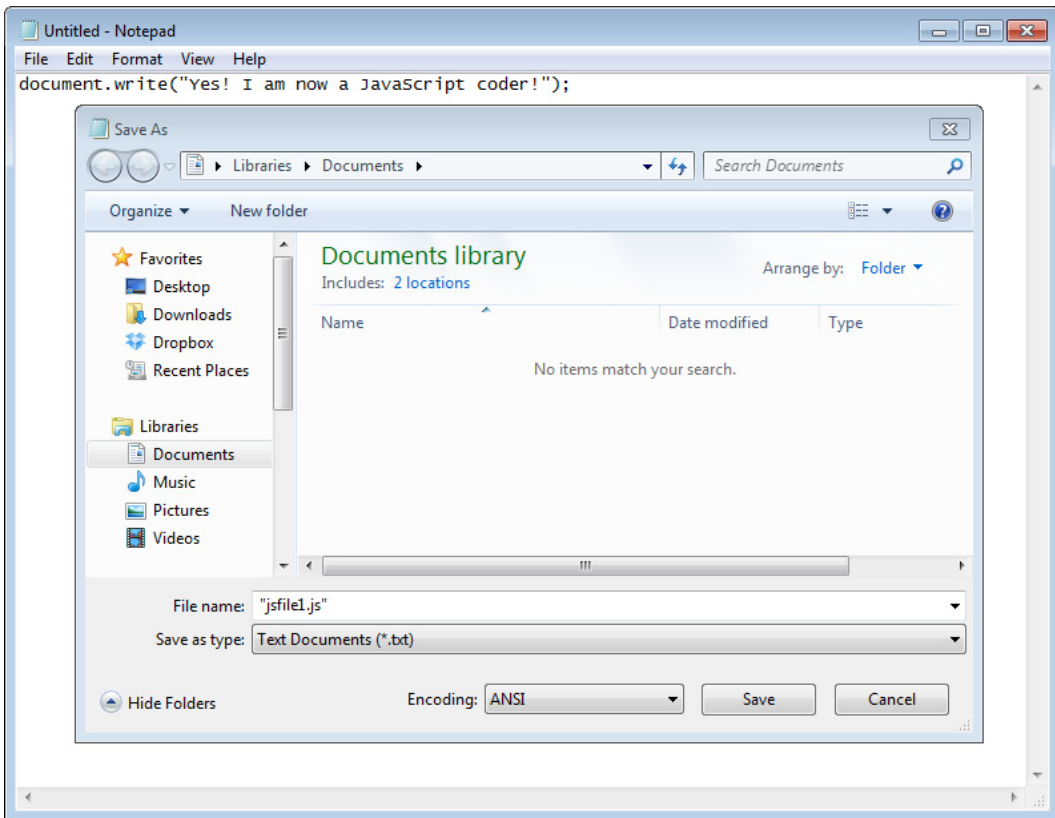 Untitled - Notepad
File Edit Format View Help
document.write("Yes! I am now a JavaScript coder!");
Save As
Libraries Documents
Search Documents
Organize New folder
Favorites
Desktop
Downloads
Dropbox
Recent Places
Libraries
Documents
Music
Pictures
Videos
Documents library
Includes: 2 locations
Arrange by: Folder
Name Date modified Type
No items match your search.
File name: "jsfile1.js"
Save as type: Text Documents (*.txt)
Hide Folders
Encoding: ANSI
Save
Cancel